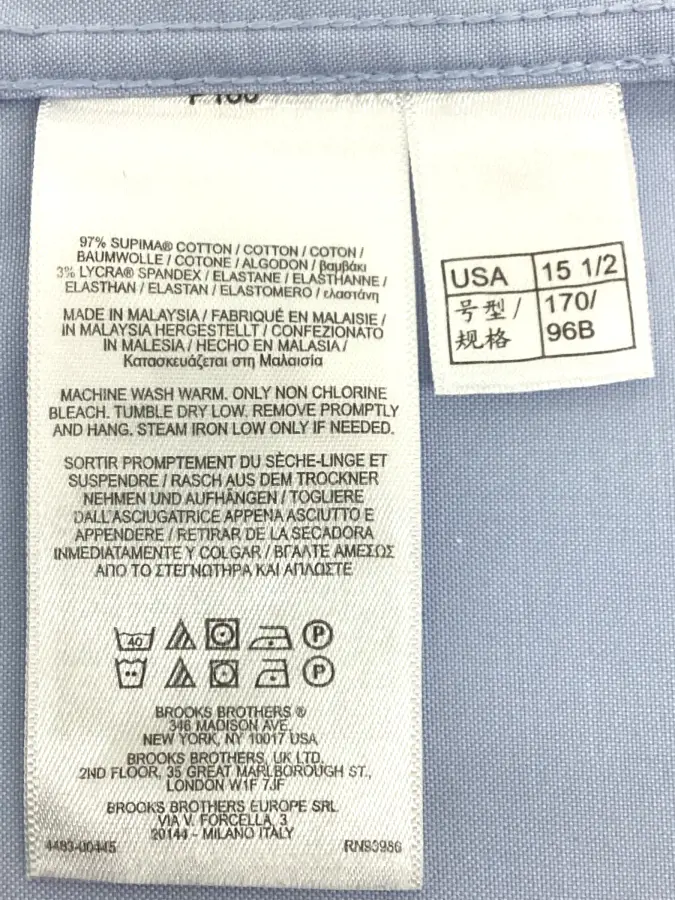 97% SUPIMA® COTTON / COTTON / COTON /
BAUMWOLLE / COTONE / ALGODON / βαμβάκι
3% LYCRA® SPANDEX / ELASTANE / ELASTHANNE /
ELASTHAN / ELASTAN / ELASTOMERO / ελαστάνη
MADE IN MALAYSIA / FABRIQUÉ EN MALAISIE /
IN MALAYSIA HERGESTELLT / CONFEZIONATO
IN MALESIA / HECHO EN MALASIA /
Κατασκευάζεται στη Μαλαισία
MACHINE WASH WARM. ONLY NON CHLORINE
BLEACH. TUMBLE DRY LOW. REMOVE PROMPTLY
AND HANG. STEAM IRON LOW ONLY IF NEEDED.
SORTIR PROMPTEMENT DU SÈCHE-LINGE ET
SUSPENDRE / RASCH AUS DEM TROCKNER
NEHMEN UND AUFHÄNGEN / TOGLIERE
DALL'ASCIUGATRICE APPENA ASCIUTTO E
APPENDERE / RETIRAR DE LA SECADORA
INMEDIATAMENTE Y COLGAR / ΒΓΑΛΤΕ ΑΜΕΣΩΣ
ΑΠΟ ΤΟ ΣΤΕΓΝΩΤΗΡΑ ΚΑΙ ΑΠΛΩΣΤΕ
40 P
P
BROOKS BROTHERS ®
346 MADISON AVE.,
NEW YORK, NY 10017 USA
BROOKS BROTHERS, UK LTD.
2ND FLOOR, 35 GREAT MARLBOROUGH ST.,
LONDON W1F 7JF
BROOKS BROTHERS EUROPE SRL
VIA V. FORCELLA, 3
20144 - MILANO ITALY
4483-00445 RN93986
USA 15 1/2
号型/ 170/
规格 96B